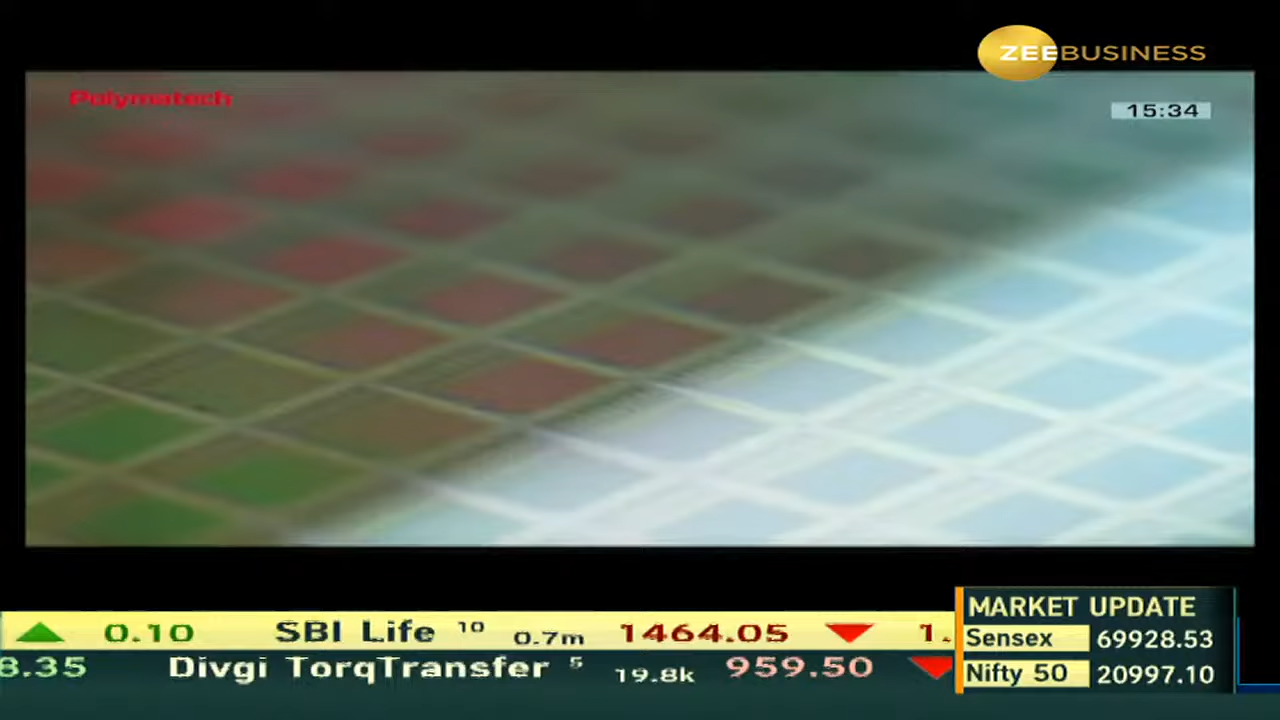 ZEEBUSINESS
Polymatech
15:34
MARKET UPDATE
0.10 SBI Life 10 0.7m 1464.05 1.
Sensex 69928.53
8.35 Divgi TorqTransfer 5 19.8k 959.50
Nifty 50 20997.10